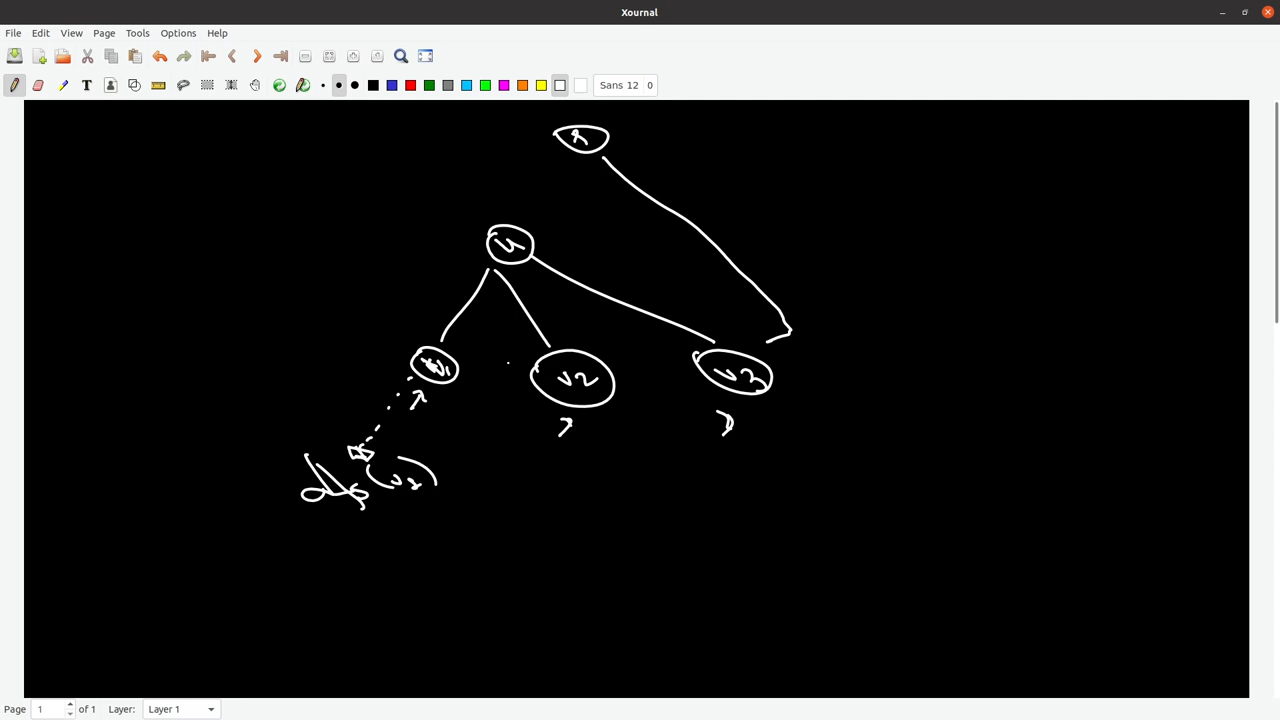 Xournal
File Edit View Page Tools Options Help
T Sans 12 0
u
v1 v2 v3
Page 1 of 1 Layer: Layer 1